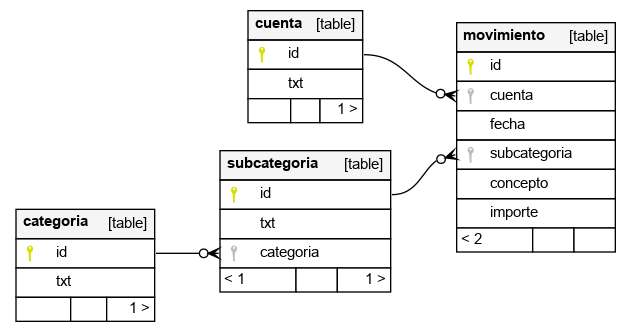 cuenta [table]
id
txt
1 >
movimiento [table]
id
cuenta
fecha
subcategoria
concepto
importe
< 2
subcategoria [table]
id
txt
categoria
< 1 1 >
categoria [table]
id
txt
1 >